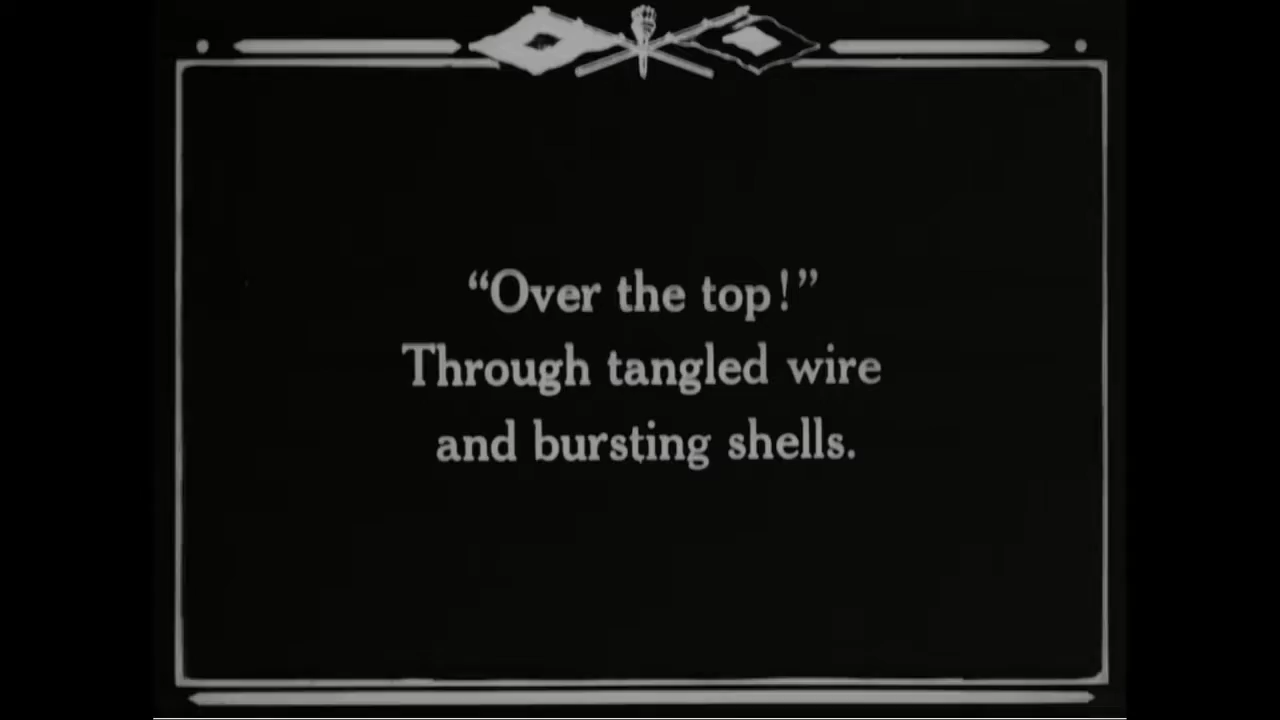 “Over the top!”
Through tangled wire
and bursting shells.